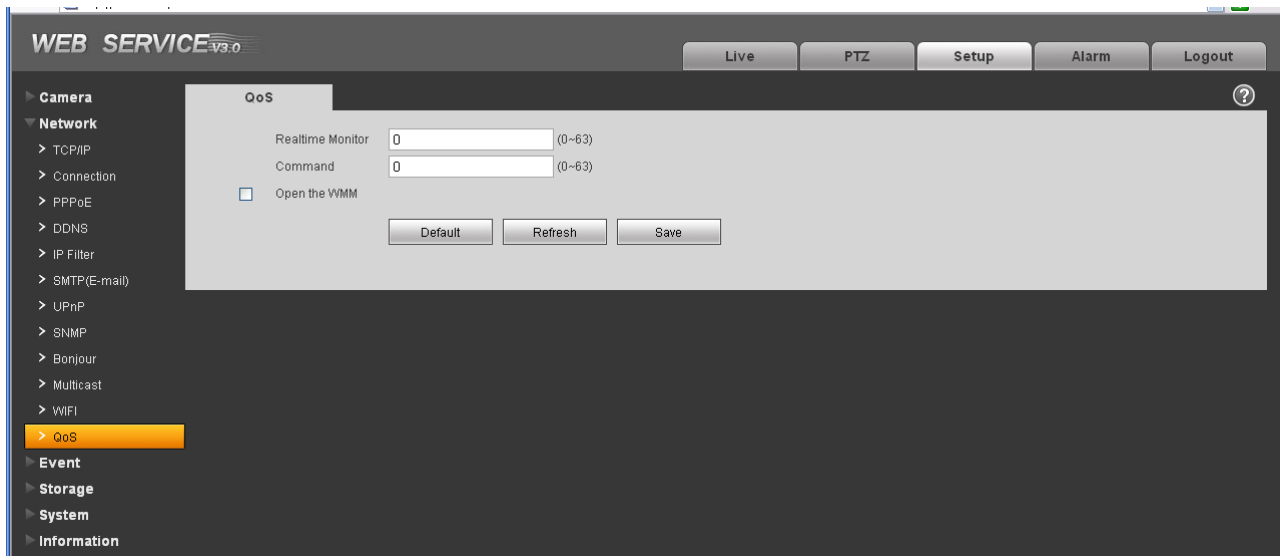 WEB SERVICE V3.0
Live PTZ Setup Alarm Logout
Camera
Network
TCP/IP
Connection
PPPoE
DDNS
IP Filter
SMTP(E-mail)
UPnP
SNMP
Bonjour
Multicast
WIFI
QoS
Event
Storage
System
Information
QoS
?
Realtime Monitor 0 (0~63)
Command 0 (0~63)
Open the WMM
Default Refresh Save